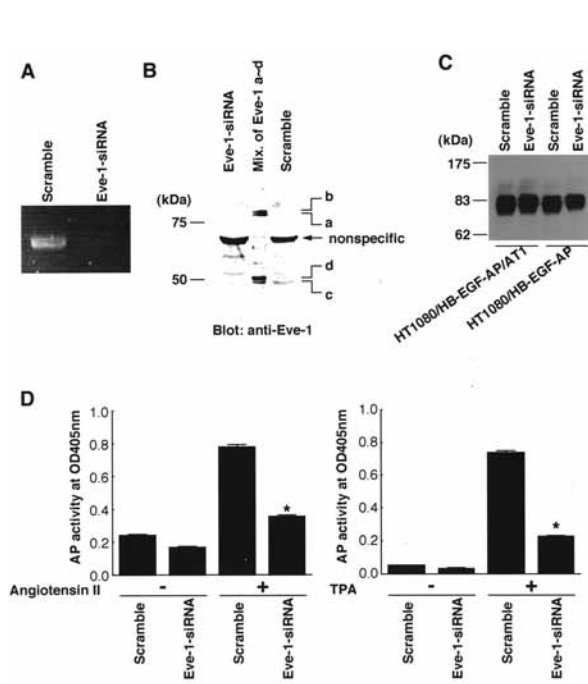 A
Scramble
Eve-1-siRNA
B
Eve-1-siRNA
Mix. of Eve-1 a~d
Scramble
(kDa)
75
50
b
a
nonspecific
d
c
Blot: anti-Eve-1
C
Scramble
Eve-1-siRNA
Scramble
Eve-1-siRNA
(kDa)
175
83
62
HT1080/HB-EGF-AP/AT1
HT1080/HB-EGF-AP
D
AP activity at OD405nm
1.0
0.8
0.6
0.4
0.2
0.0
*
Angiotensin II
-
+
Scramble
Eve-1-siRNA
Scramble
Eve-1-siRNA
AP activity at OD405nm
1.0
0.8
0.6
0.4
0.2
0.0
*
TPA
-
+
Scramble
Eve-1-siRNA
Scramble
Eve-1-siRNA